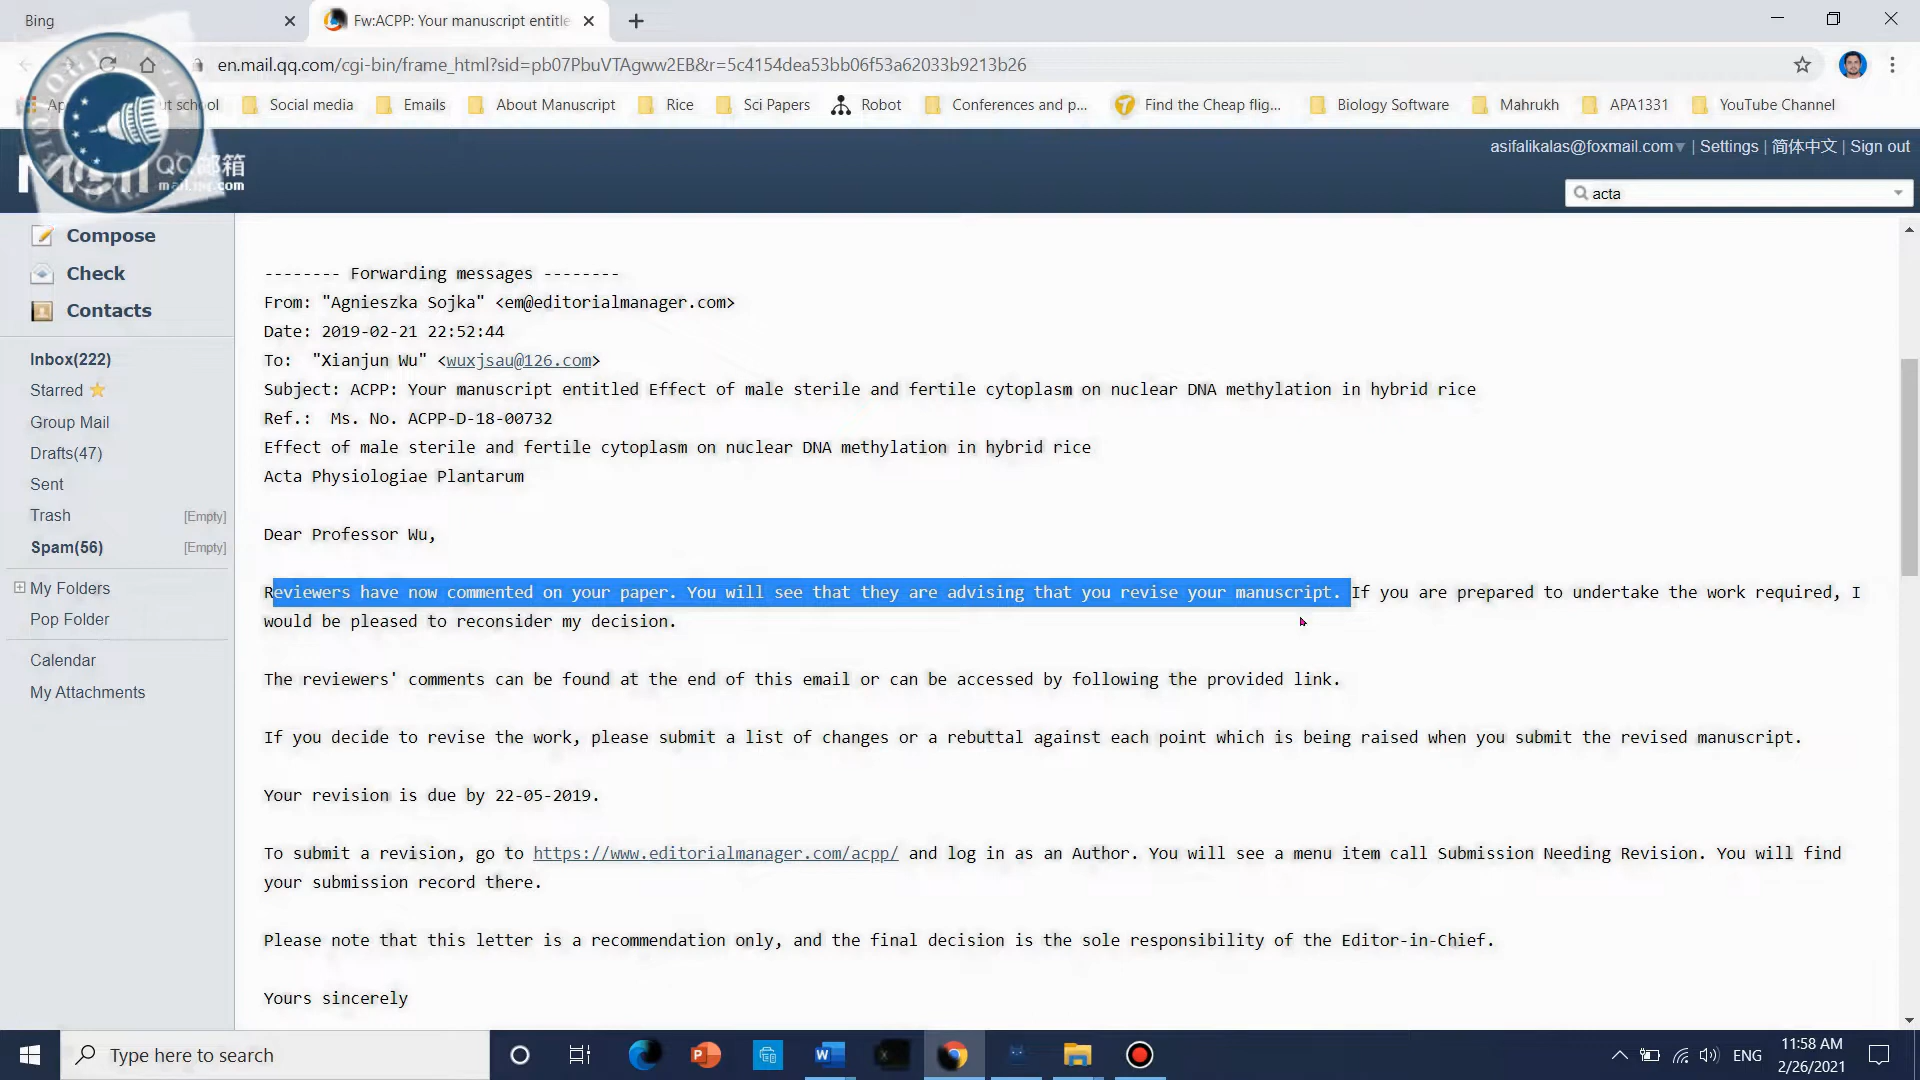 Bing
Fw:ACPP: Your manuscript entitle
en.mail.qq.com/cgi-bin/frame_html?sid=pb07PbuVTAgww2EB&r=5c4154dea53bb06f53a62033b9213b26
school Social media Emails About Manuscript Rice Sci Papers Robot Conferences and p... Find the Cheap flig... Biology Software Mahrukh APA1331 YouTube Channel
asifalikalas@foxmail.com | Settings | 简体中文 | Sign out
Mail 邮箱
acta
Compose
Check
Contacts
Inbox(222)
Starred
Group Mail
Drafts(47)
Sent
Trash [Empty]
Spam(56) [Empty]
My Folders
Pop Folder
Calendar
My Attachments
-------- Forwarding messages --------
From: "Agnieszka Sojka" <em@editorialmanager.com>
Date: 2019-02-21 22:52:44
To: "Xianjun Wu" <wuxjsau@126.com>
Subject: ACPP: Your manuscript entitled Effect of male sterile and fertile cytoplasm on nuclear DNA methylation in hybrid rice
Ref.: Ms. No. ACPP-D-18-00732
Effect of male sterile and fertile cytoplasm on nuclear DNA methylation in hybrid rice
Acta Physiologiae Plantarum
Dear Professor Wu,
Reviewers have now commented on your paper. You will see that they are advising that you revise your manuscript. If you are prepared to undertake the work required, I
would be pleased to reconsider my decision.
The reviewers' comments can be found at the end of this email or can be accessed by following the provided link.
If you decide to revise the work, please submit a list of changes or a rebuttal against each point which is being raised when you submit the revised manuscript.
Your revision is due by 22-05-2019.
To submit a revision, go to https://www.editorialmanager.com/acpp/ and log in as an Author. You will see a menu item call Submission Needing Revision. You will find
your submission record there.
Please note that this letter is a recommendation only, and the final decision is the sole responsibility of the Editor-in-Chief.
Yours sincerely
Type here to search
ENG
11:58 AM
2/26/2021